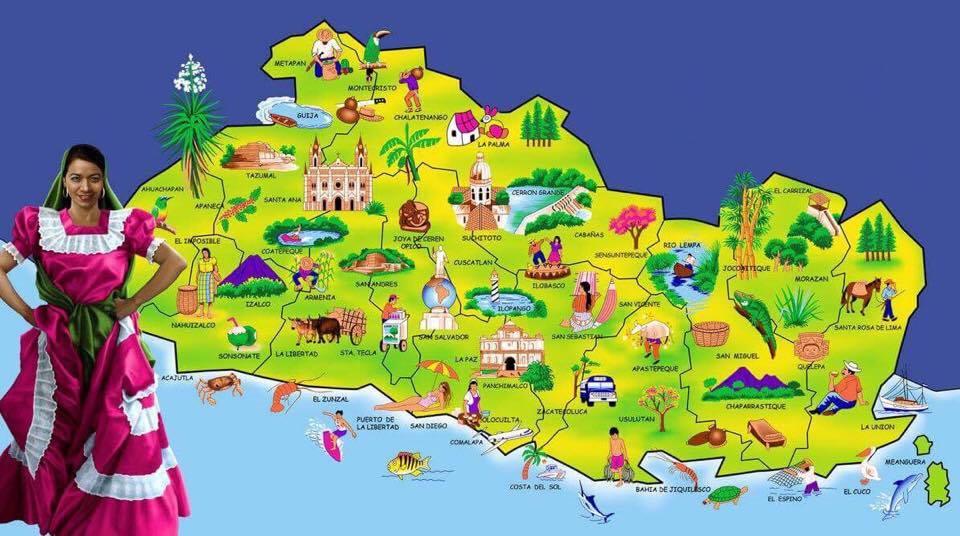 METAPAN
MONTECRISTO
GUIJA
CHALATENANGO
LA PALMA
TAZUMAL
AHUACHAPAN
APANECA
SANTA ANA
CERRON GRANDE
EL CARRIZAL
EL IMPOSIBLE
COATEPEQUE
JOYA DE CEREN
OPICO
SUCHITOTO
CABAÑAS
SENSUNTEPEQUE
RIO LEMPA
CUSCATLAN
JOCOAITIQUE
MORAZAN
IZALCO
ARMENIA
SAN ANDRES
ILOBASCO
ILOPANGO
SAN VICENTE
NAHUIZALCO
SANTA ROSA DE LIMA
SAN SALVADOR
SAN SEBASTIAN
SONSONATE
LA LIBERTAD
STA. TECLA
LA PAZ
SAN MIGUEL
QUELEPA
APASTEPEQUE
ACAJUTLA
PANCHIMALCO
EL ZUNZAL
CHAPARRASTIQUE
PUERTO DE
LA LIBERTAD
SAN DIEGO
OLOCUILTA
ZACATECOLUCA
USULUTAN
LA UNION
COMALAPA
MEANGUERA
COSTA DEL SOL
BAHIA DE JIQUILISCO
EL ESPINO
EL CUCO